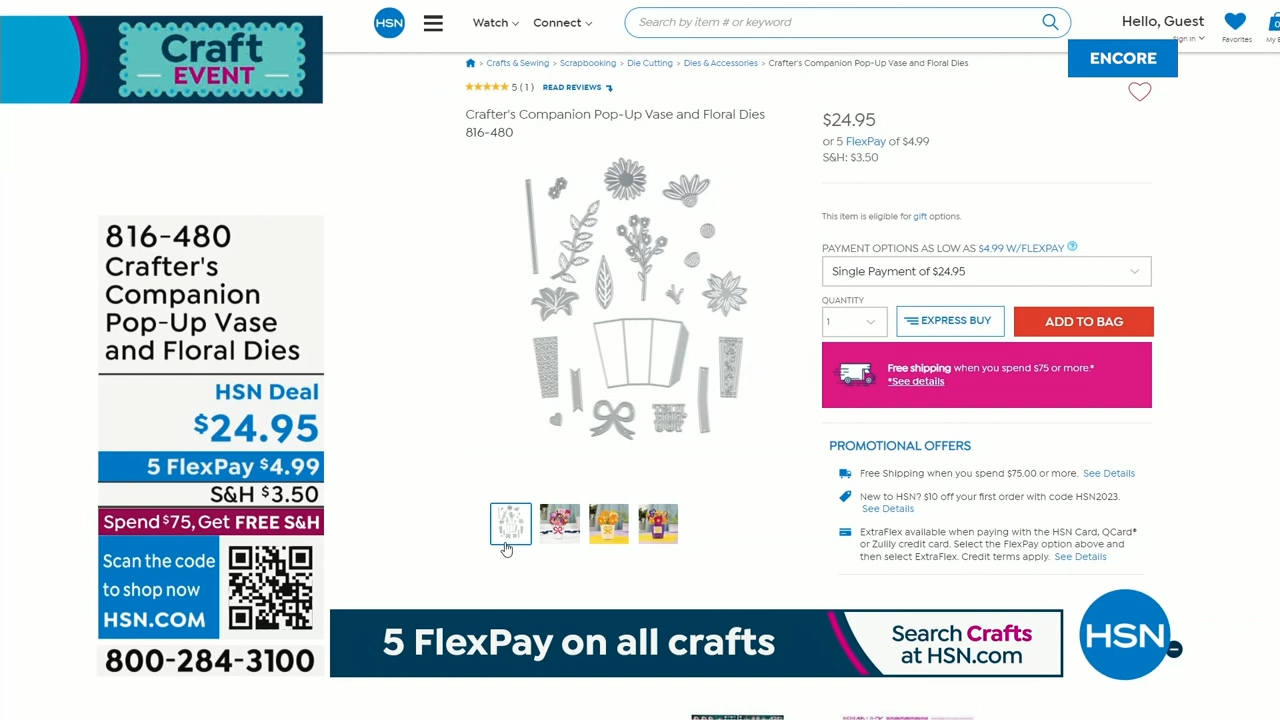 Craft
EVENT
HSN
Watch
Connect
Search by item # or keyword
Hello, Guest
Sign in
Favorites
ENCORE
> Crafts & Sewing > Scrapbooking > Die Cutting > Dies & Accessories > Crafter's Companion Pop-Up Vase and Floral Dies
5 ( 1 ) READ REVIEWS
Crafter's Companion Pop-Up Vase and Floral Dies
816-480
$24.95
or 5 FlexPay of $4.99
S&H: $3.50
This item is eligible for gift options.
PAYMENT OPTIONS AS LOW AS $4.99 W/FLEXPAY
Single Payment of $24.95
QUANTITY
1
EXPRESS BUY
ADD TO BAG
Free shipping when you spend $75 or more.*
*See details
PROMOTIONAL OFFERS
Free Shipping when you spend $75.00 or more. See Details
New to HSN? $10 off your first order with code HSN2023.
See Details
ExtraFlex available when paying with the HSN Card, QCard®
or Zulily credit card. Select the FlexPay option above and
then select ExtraFlex. Credit terms apply. See Details
816-480
Crafter's
Companion
Pop-Up Vase
and Floral Dies
HSN Deal
$24.95
5 FlexPay $4.99
S&H $3.50
Spend $75, Get FREE S&H
Scan the code
to shop now
HSN.COM
800-284-3100
5 FlexPay on all crafts
Search Crafts
at HSN.com
HSN